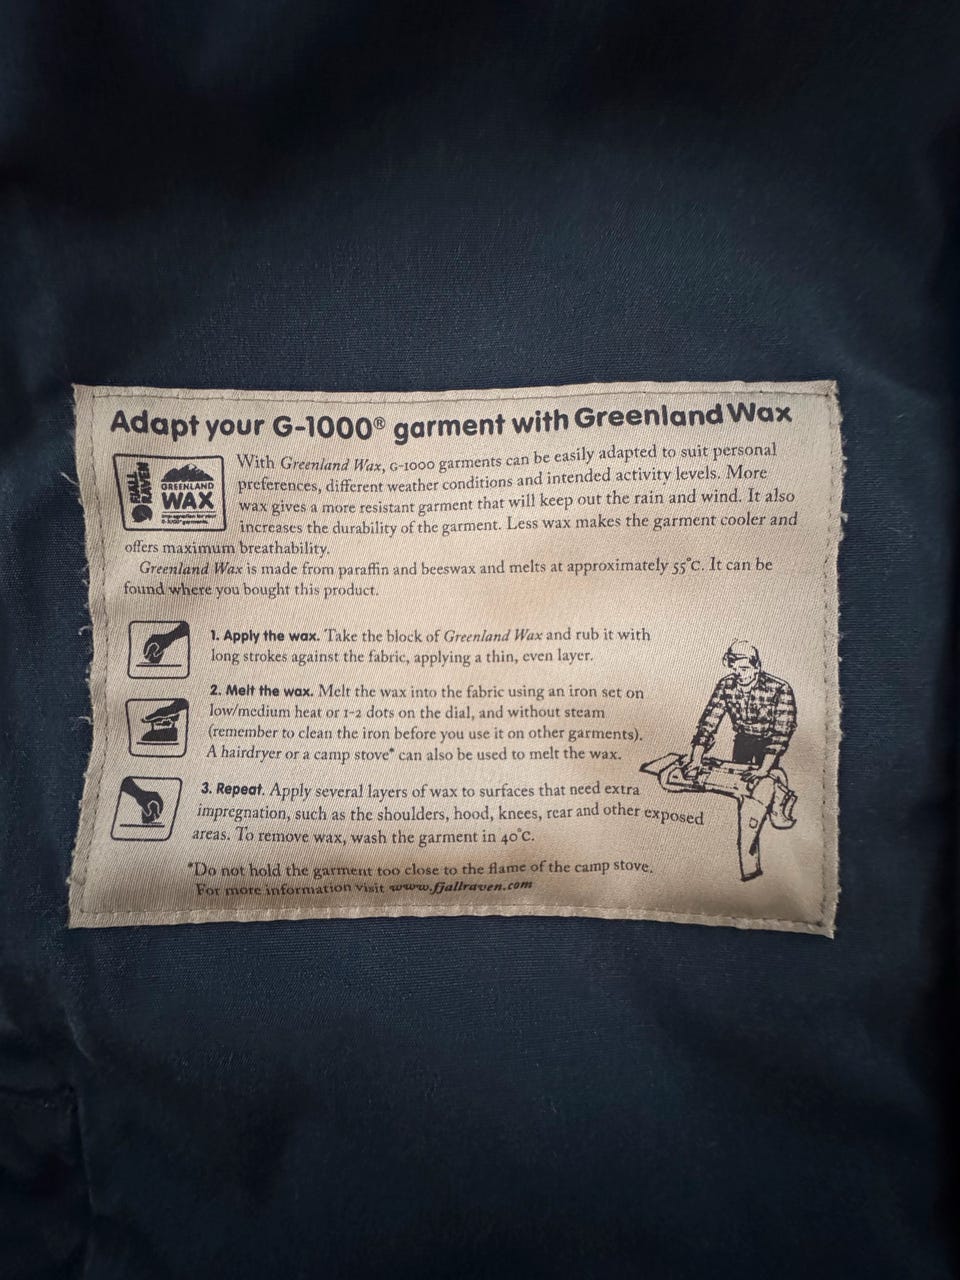 Adapt your G-1000® garment with Greenland Wax
FJÄLL
RÄVEN
GREENLAND
WAX
impregnation for your
G-1000® garments.
With Greenland Wax, G-1000 garments can be easily adapted to suit personal
preferences, different weather conditions and intended activity levels. More
wax gives a more resistant garment that will keep out the rain and wind. It also
increases the durability of the garment. Less wax makes the garment cooler and
offers maximum breathability.
Greenland Wax is made from paraffin and beeswax and melts at approximately 55°C. It can be
found where you bought this product.
1. Apply the wax. Take the block of Greenland Wax and rub it with
long strokes against the fabric, applying a thin, even layer.
2. Melt the wax. Melt the wax into the fabric using an iron set on
low/medium heat or 1-2 dots on the dial, and without steam
(remember to clean the iron before you use it on other garments).
A hairdryer or a camp stove* can also be used to melt the wax.
3. Repeat. Apply several layers of wax to surfaces that need extra
impregnation, such as the shoulders, hood, knees, rear and other exposed
areas. To remove wax, wash the garment in 40°C.
*Do not hold the garment too close to the flame of the camp stove.
For more information visit www.fjallraven.com